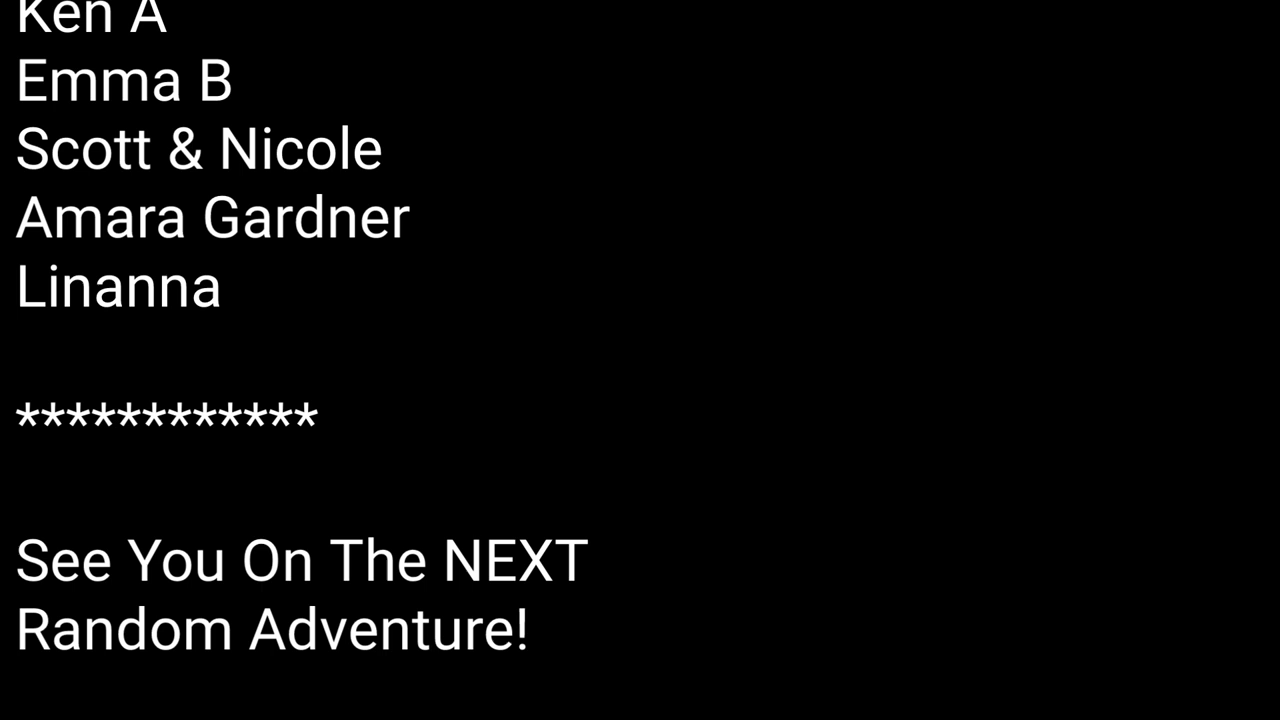 Ken A
Emma B
Scott & Nicole
Amara Gardner
Linanna
************
See You On The NEXT
Random Adventure!